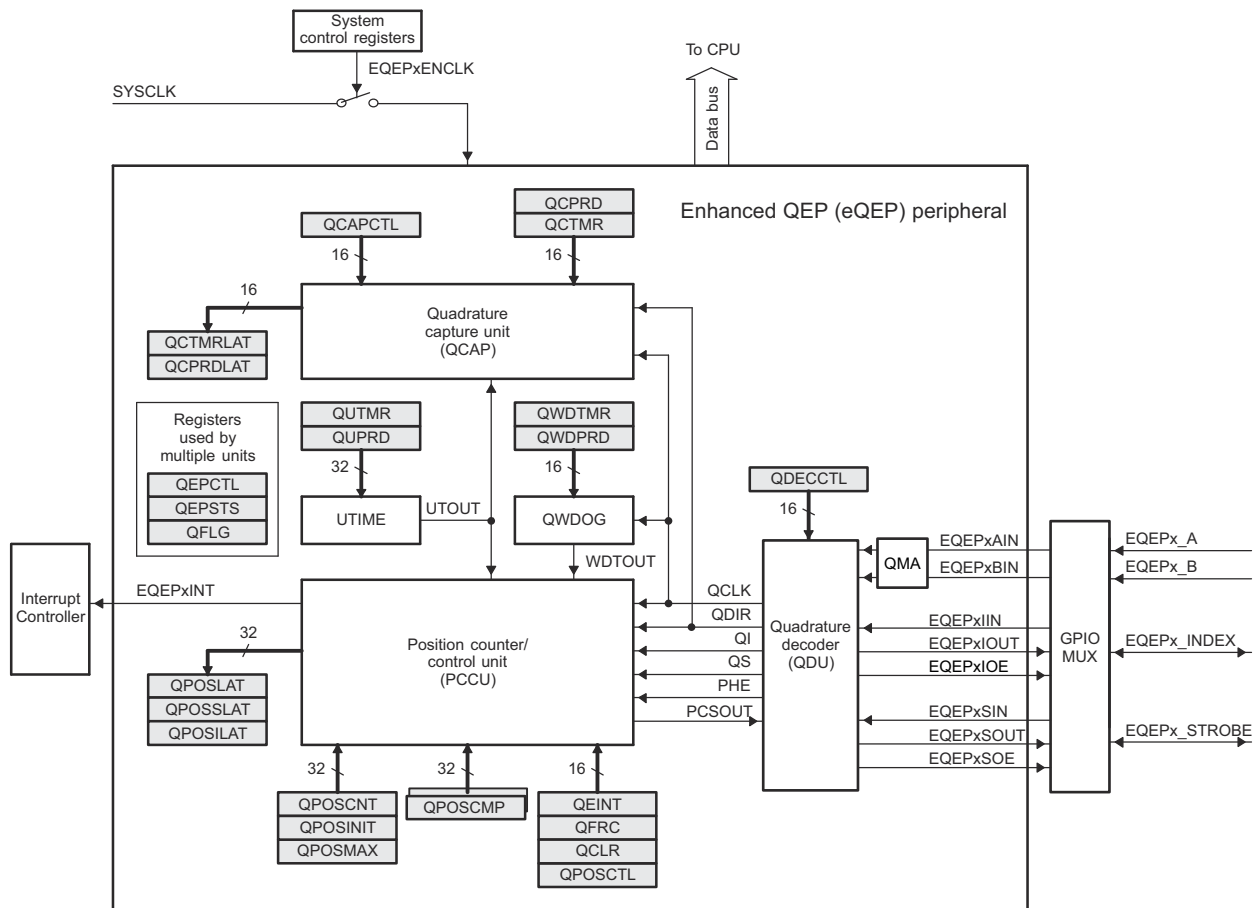 System
control registers
To CPU
EQEPxENCLK
SYSCLK
Data bus
Enhanced QEP (eQEP) peripheral
QCPRD
QCAPCTL
QCTMR
16
16
16
Quadrature
capture unit
(QCAP)
QCTMRLAT
QCPRDLAT
Registers
used by
multiple units
QEPCTL
QEPSTS
QFLG
QUTMR
QUPRD
32
UTIME
UTOUT
QWDTMR
QWDPRD
16
QWDOG
WDTOUT
QDECCTL
16
EQEPxAIN
QMA
EQEPxBIN
EQEPx_A
EQEPx_B
Interrupt
Controller
EQEPxINT
32
Position counter/
control unit
(PCCU)
QCLK
QDIR
QI
QS
PHE
PCSOUT
Quadrature
decoder
(QDU)
EQEPxIIN
EQEPxIOUT
EQEPxIOE
EQEPxSIN
EQEPxSOUT
EQEPxSOE
GPIO
MUX
EQEPx_INDEX
EQEPx_STROBE
QPOSLAT
QPOSSLAT
QPOSILAT
32
32
16
QPOSCNT
QPOSINIT
QPOSMAX
QPOSCMP
QEINT
QFRC
QCLR
QPOSCTL